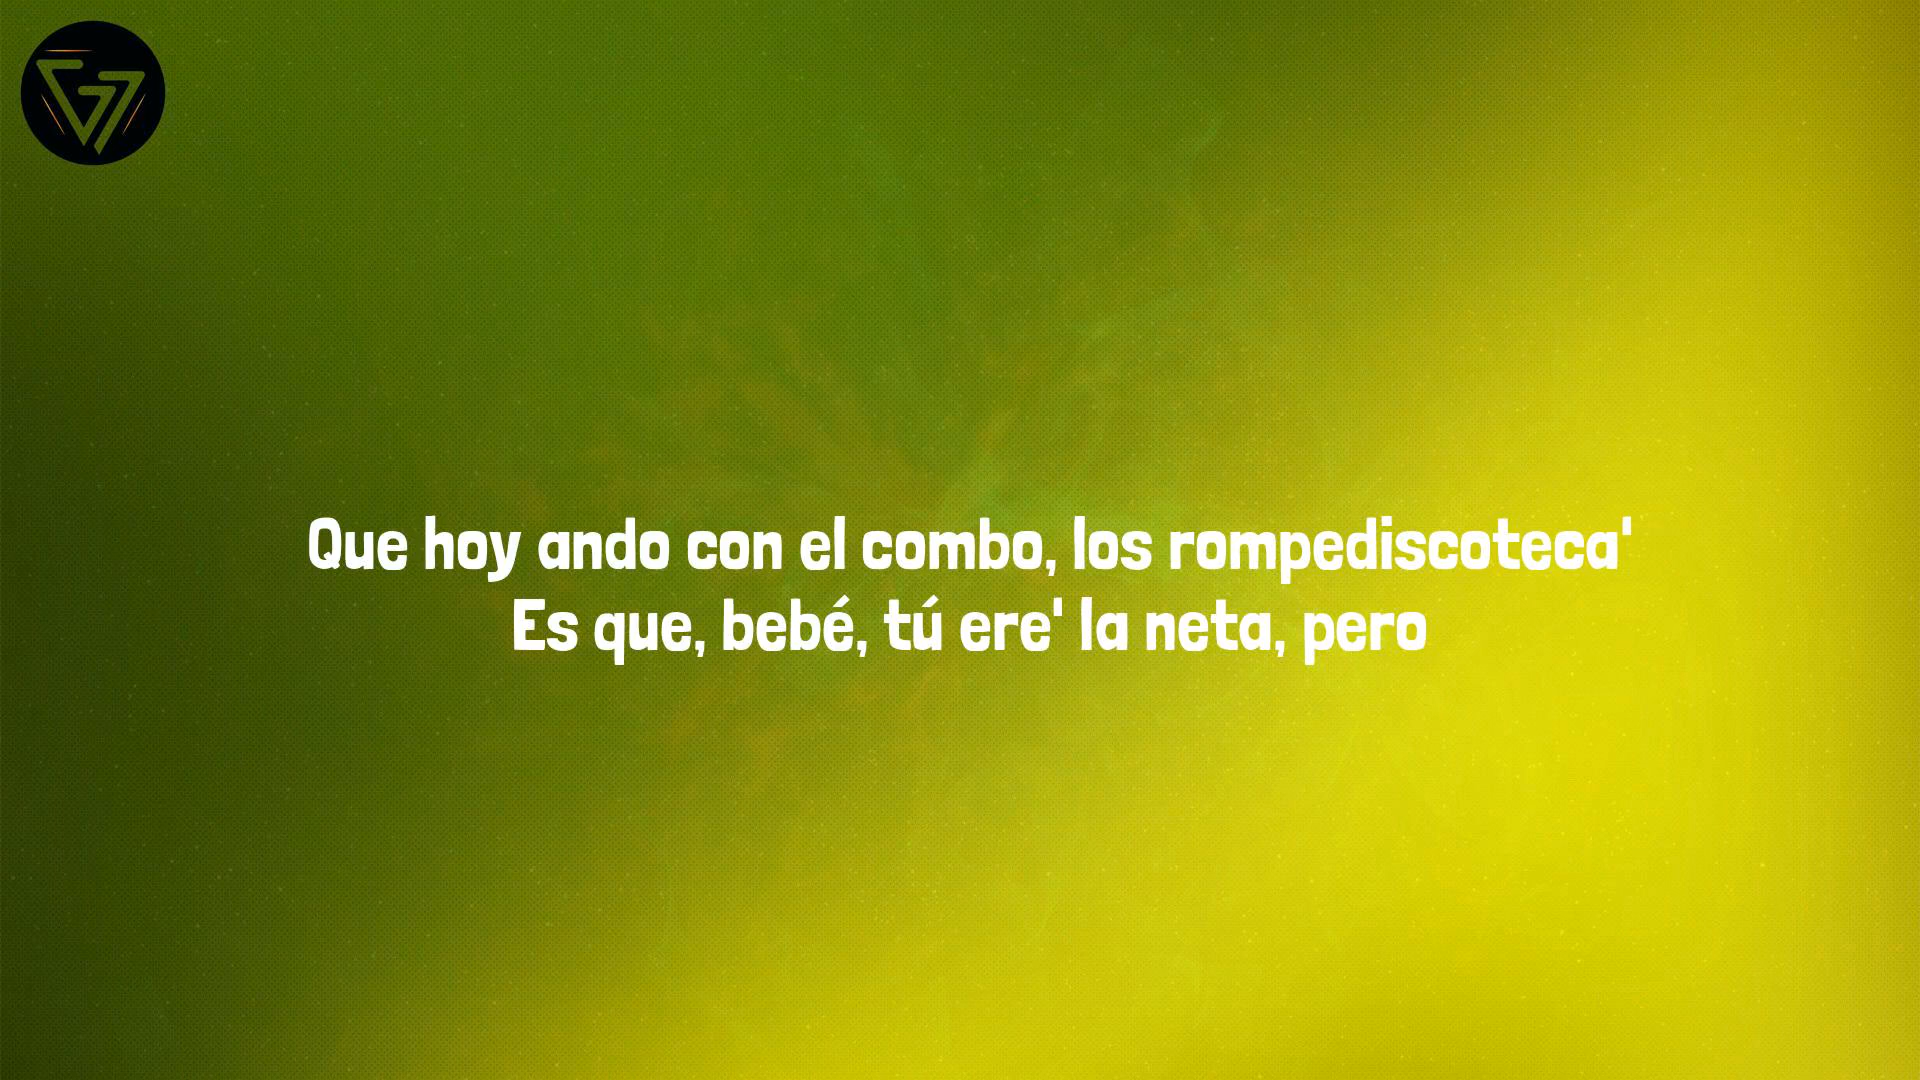 Que hoy ando con el combo, los rompediscoteca'
Es que, bebé, tú ere' la neta, pero